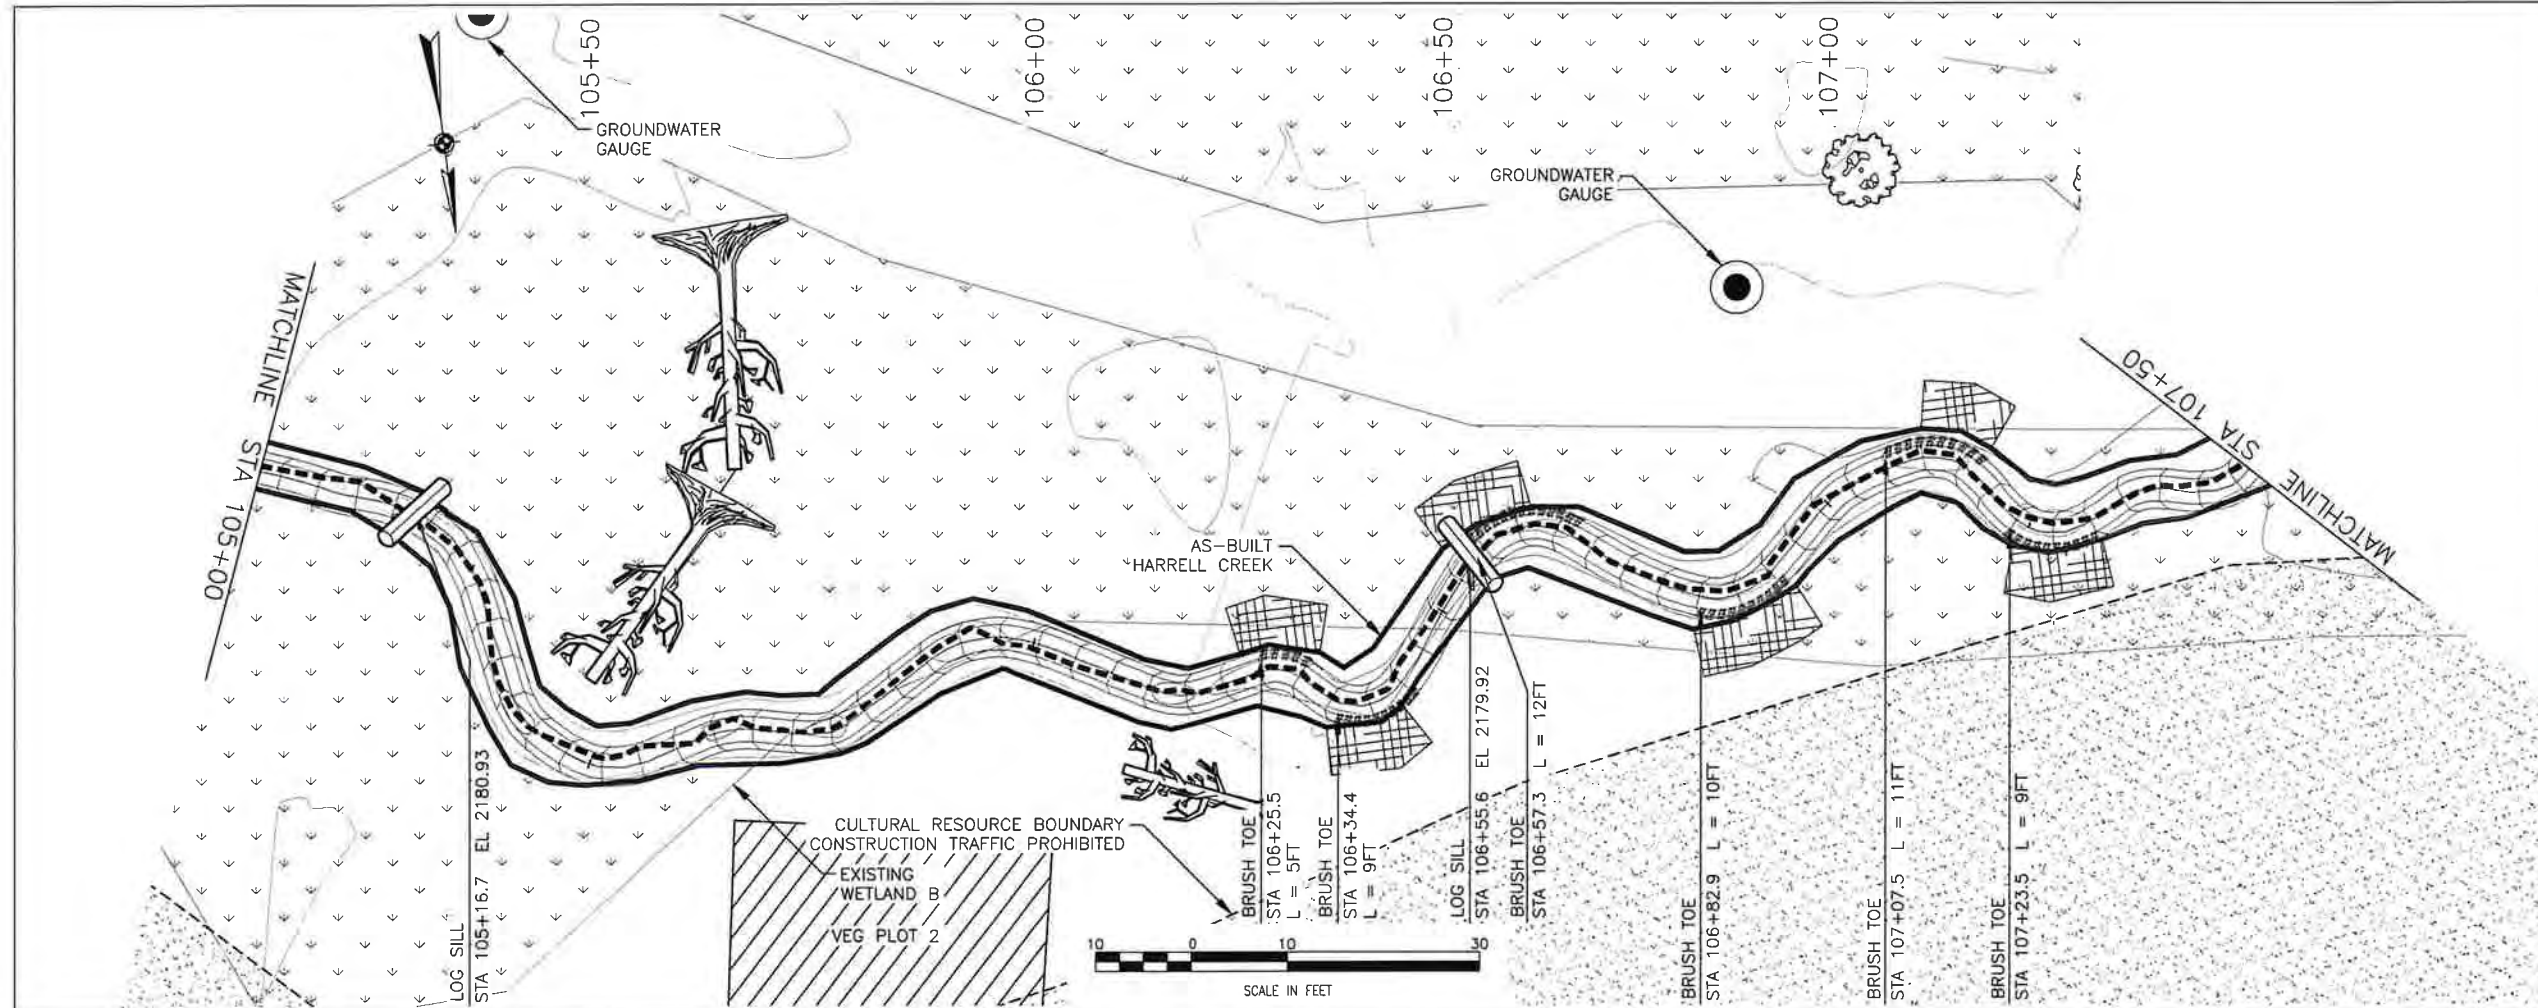 105+50
106+00
106+50
107+00
GROUNDWATER
GAUGE
GROUNDWATER
GAUGE
MATCHLINE STA 105+00
STA 107+50
MATCHLINE
AS-BUILT
HARRELL CREEK
CULTURAL RESOURCE BOUNDARY
CONSTRUCTION TRAFFIC PROHIBITED
EXISTING
WETLAND B
VEG PLOT 2
LOG SILL
STA 105+16.7 EL 2180.93
BRUSH TOE
STA 106+25.5
L = 5FT
BRUSH TOE
STA 106+34.4
L = 9FT
LOG SILL
STA 106+55.6 EL 2179.92
BRUSH TOE
STA 106+57.3 L = 12FT
BRUSH TOE
STA 106+82.9 L = 10FT
BRUSH TOE
STA 107+07.5 L = 11FT
BRUSH TOE
STA 107+23.5 L = 9FT
10 0 10 30
SCALE IN FEET